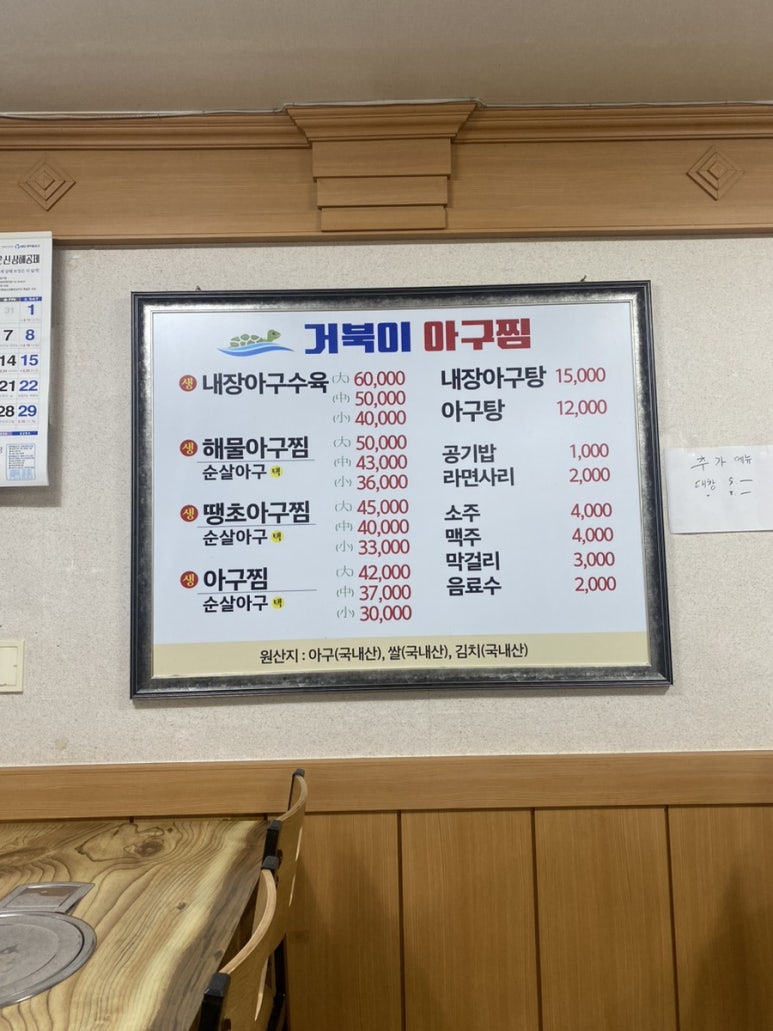 거북이 아구찜
생 내장아구수육 (大) 60,000
(中) 50,000
(小) 40,000
생 해물아구찜 (大) 50,000
순살아구 택 (中) 43,000
(小) 36,000
생 땡초아구찜 (大) 45,000
순살아구 택 (中) 40,000
(小) 33,000
생 아구찜 (大) 42,000
순살아구 택 (中) 37,000
(小) 30,000
내장아구탕 15,000
아구탕 12,000
공기밥 1,000
라면사리 2,000
소주 4,000
맥주 4,000
막걸리 3,000
음료수 2,000
원산지 : 아구(국내산), 쌀(국내산), 김치(국내산)
추가 메뉴
대창
31 1
7 8
14 15
21 22
28 29